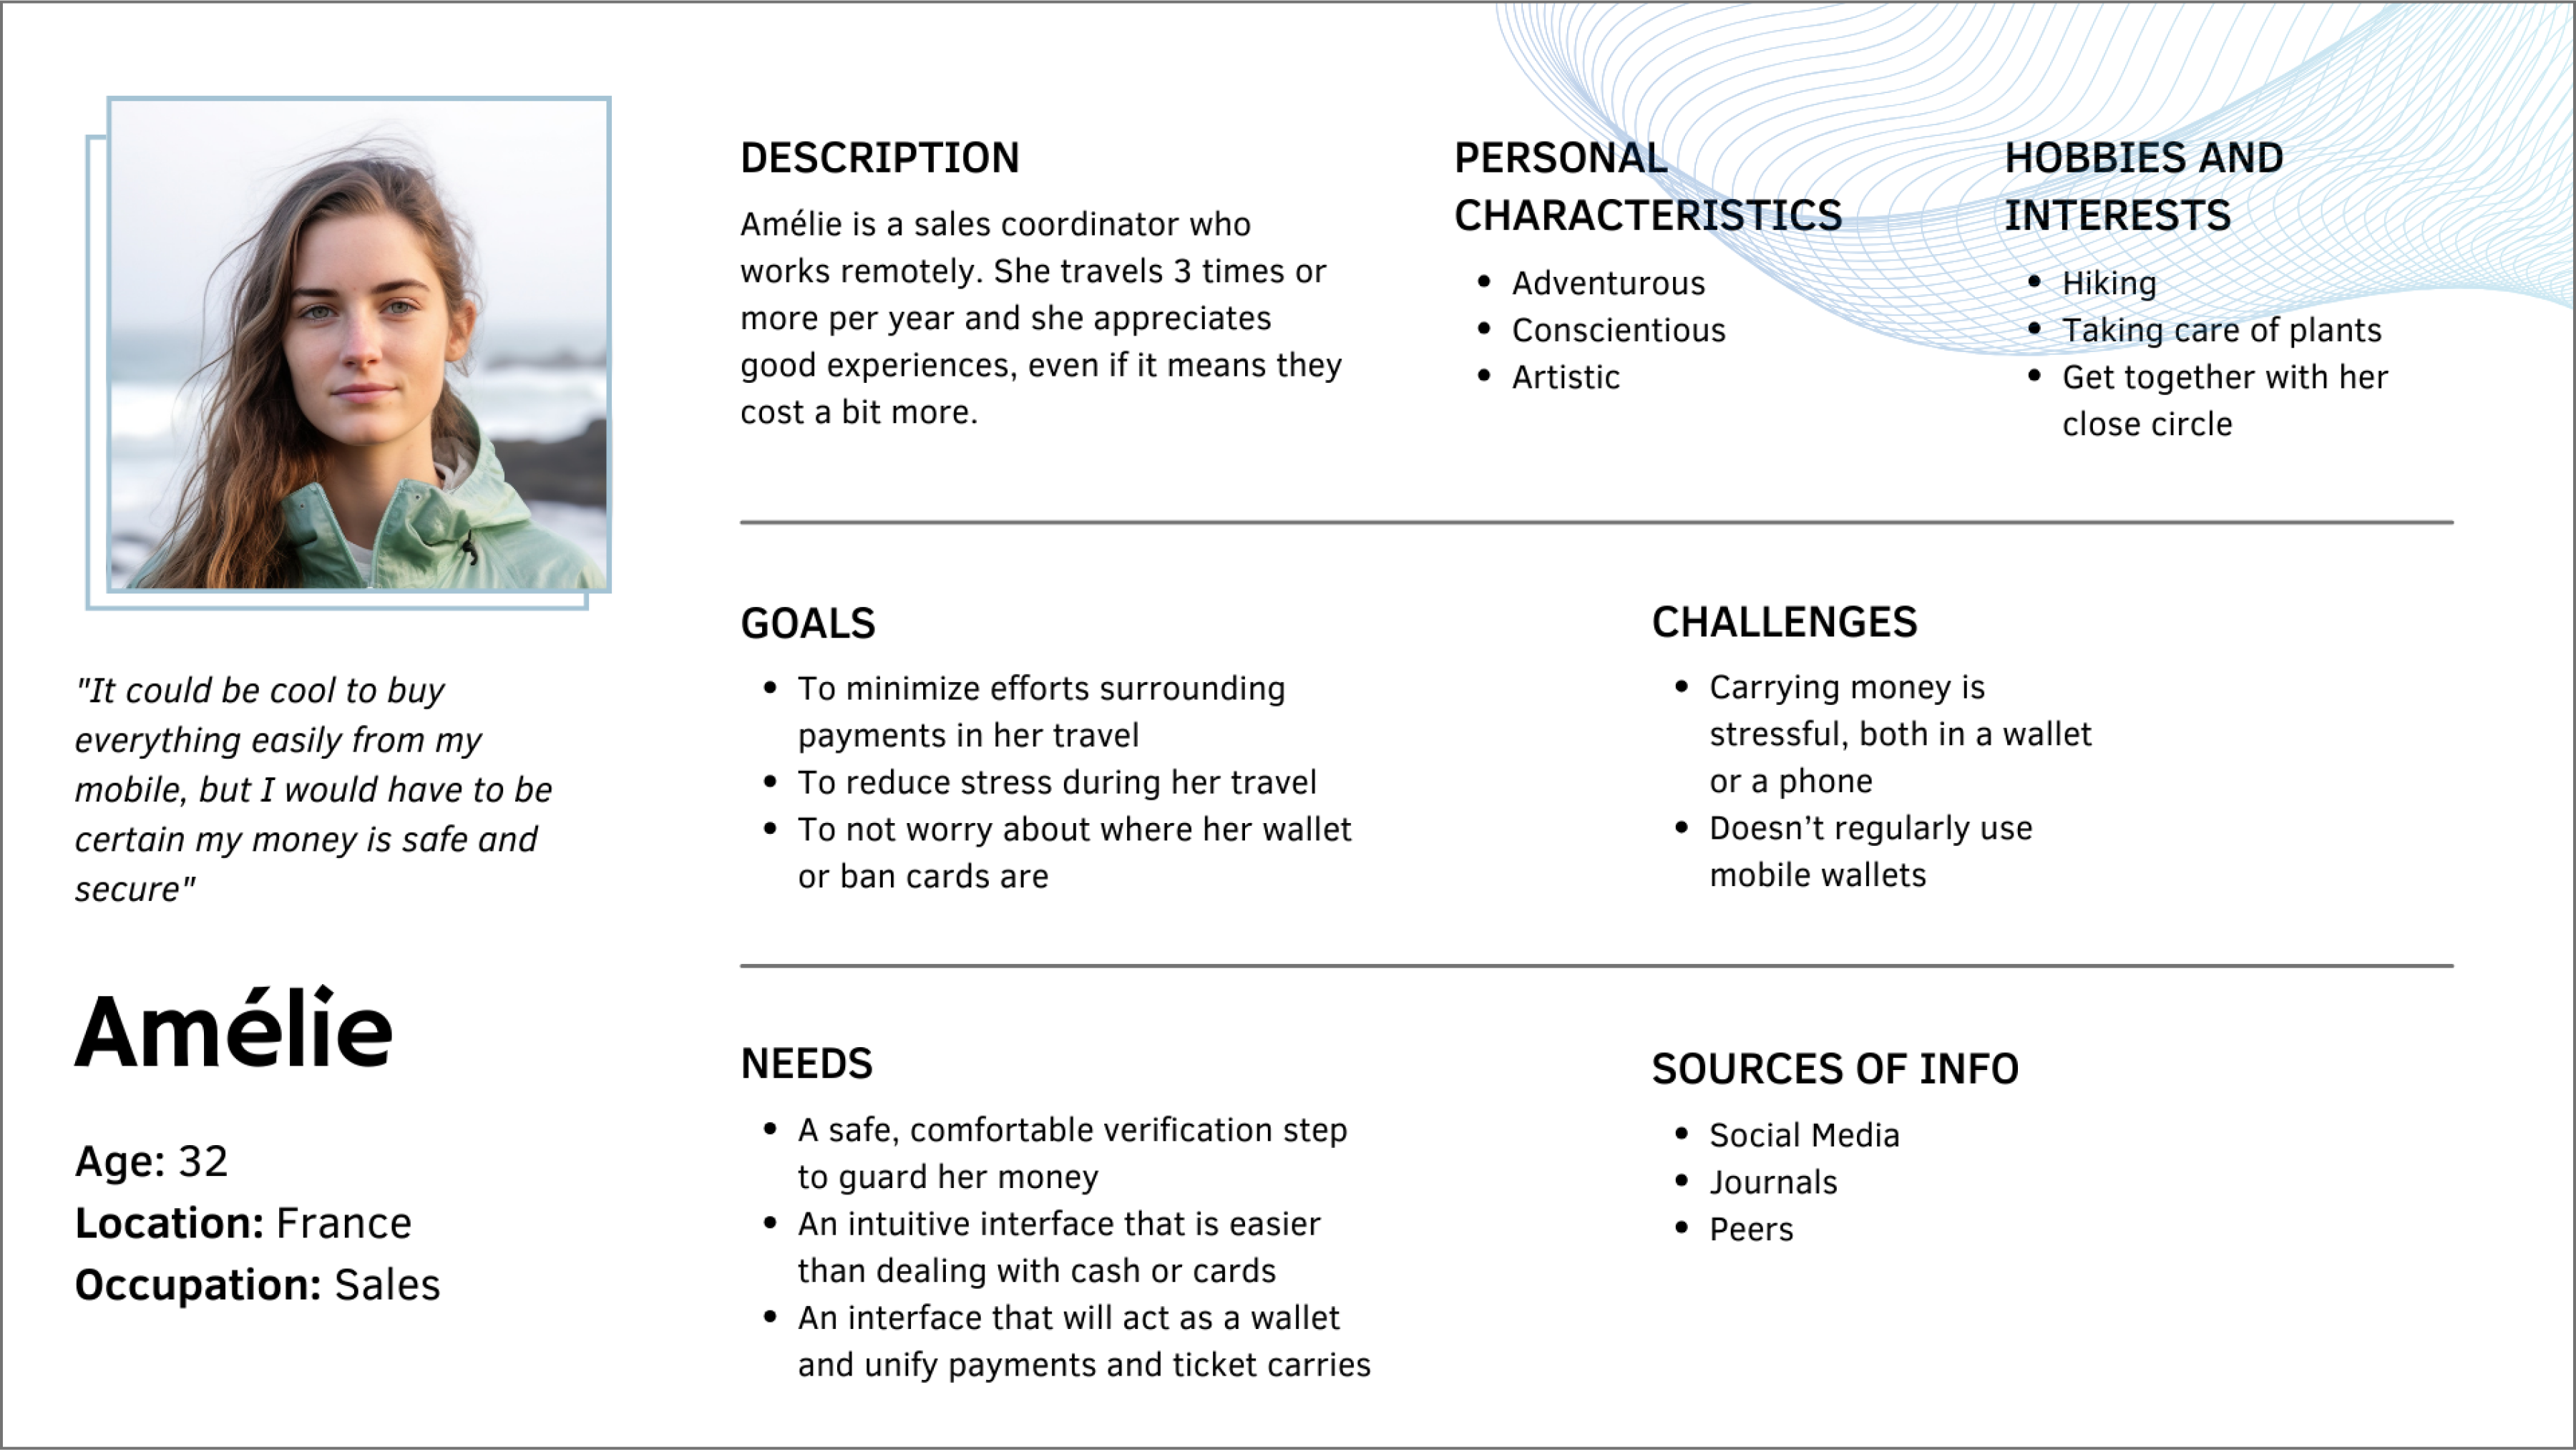 "It could be cool to buy
everything easily from my
mobile, but I would have to be
certain my money is safe and
secure"
Amélie
Age: 32
Location: France
Occupation: Sales
DESCRIPTION
Amélie is a sales coordinator who
works remotely. She travels 3 times or
more per year and she appreciates
good experiences, even if it means they
cost a bit more.
PERSONAL
CHARACTERISTICS
• Adventurous
• Conscientious
• Artistic
HOBBIES AND
INTERESTS
• Hiking
• Taking care of plants
• Get together with her
close circle
GOALS
• To minimize efforts surrounding
payments in her travel
• To reduce stress during her travel
• To not worry about where her wallet
or ban cards are
CHALLENGES
• Carrying money is
stressful, both in a wallet
or a phone
• Doesn’t regularly use
mobile wallets
NEEDS
• A safe, comfortable verification step
to guard her money
• An intuitive interface that is easier
than dealing with cash or cards
• An interface that will act as a wallet
and unify payments and ticket carries
SOURCES OF INFO
• Social Media
• Journals
• Peers